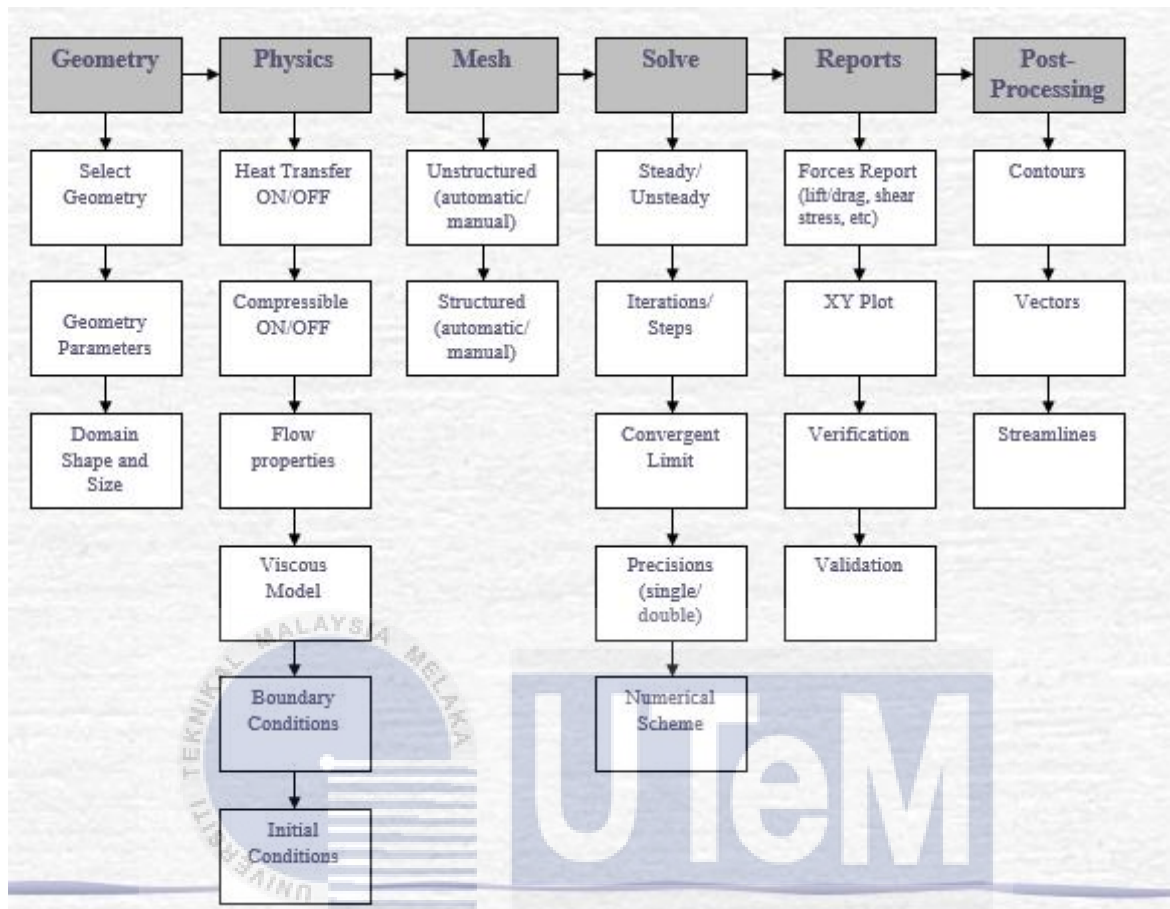 Geometry
Physics
Mesh
Solve
Reports
Post-
Processing
Select
Geometry
Geometry
Parameters
Domain
Shape and
Size
Heat Transfer
ON/OFF
Compressible
ON/OFF
Flow
properties
Viscous
Model
Boundary
Conditions
Initial
Conditions
Unstructured
(automatic/
manual)
Structured
(automatic/
manual)
Steady/
Unsteady
Iterations/
Steps
Convergent
Limit
Precisions
(single/
double)
Numerical
Scheme
Forces Report
(lift/drag, shear
stress, etc)
XY Plot
Verification
Validation
Contours
Vectors
Streamlines
UNIVERSITI TEKNIKAL MALAYSIA MELAKA
UTeM